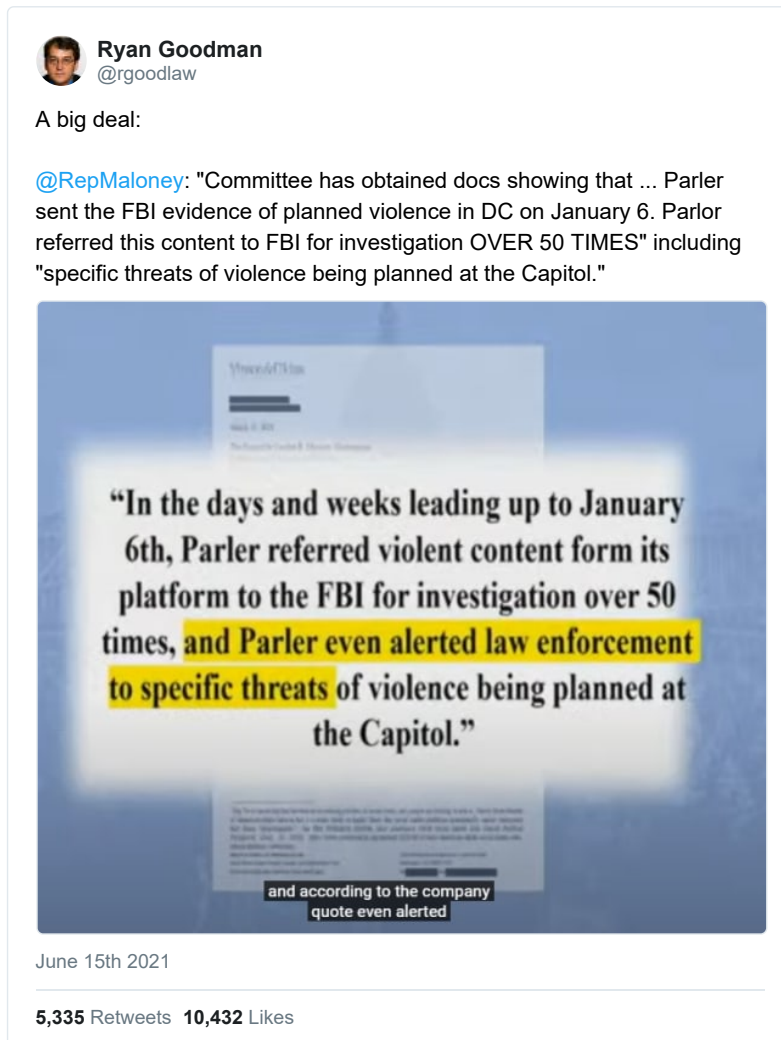 Ryan Goodman
@rgoodlaw
A big deal:
@RepMaloney: "Committee has obtained docs showing that ... Parler
sent the FBI evidence of planned violence in DC on January 6. Parlor
referred this content to FBI for investigation OVER 50 TIMES" including
"specific threats of violence being planned at the Capitol."
“In the days and weeks leading up to January
6th, Parler referred violent content form its
platform to the FBI for investigation over 50
times, and Parler even alerted law enforcement
to specific threats of violence being planned at
the Capitol.”
and according to the company
quote even alerted
June 15th 2021
5,335 Retweets 10,432 Likes